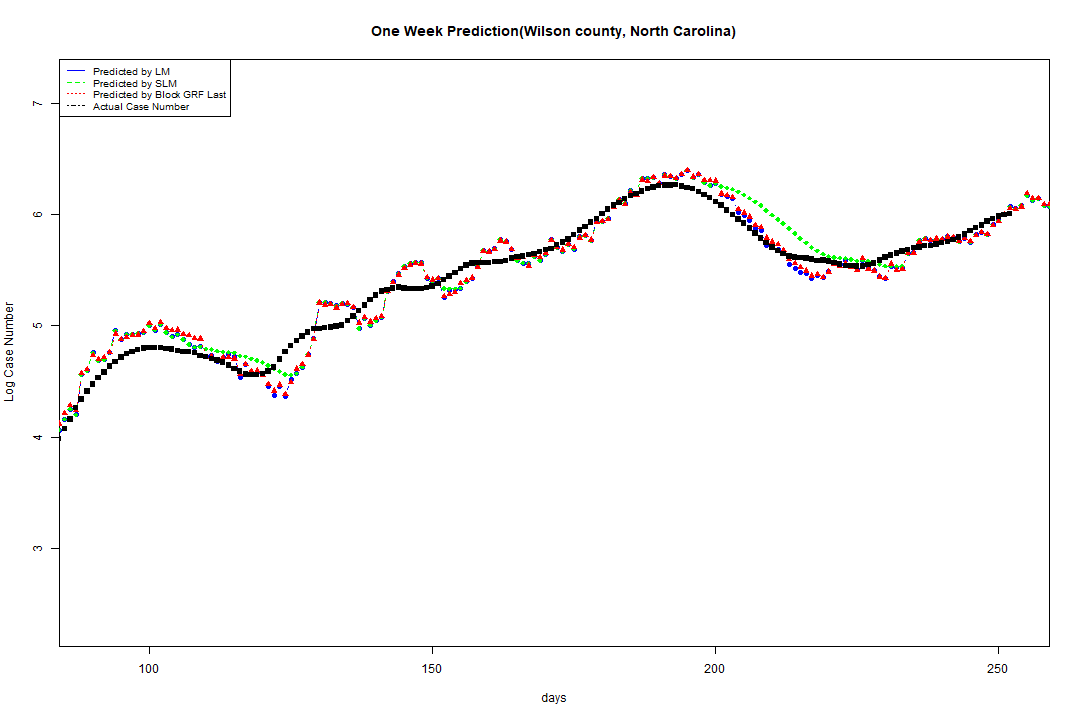 One Week Prediction(Wilson county, North Carolina)
Predicted by LM
Predicted by SLM
Predicted by Block GRF Last
Actual Case Number
7
6
5
4
3
Log Case Number
100 150 200 250
days